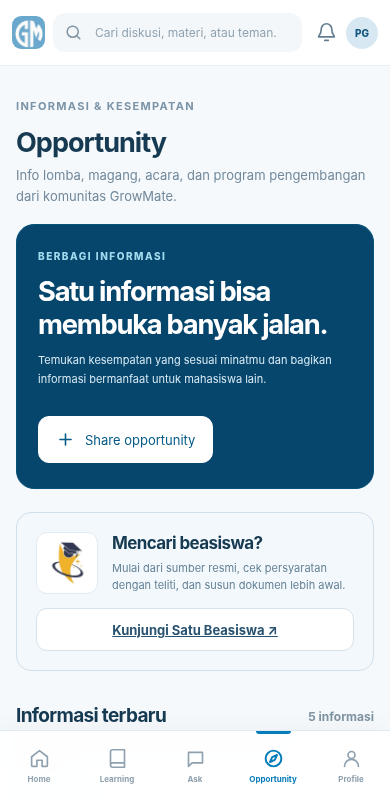 GM
Cari diskusi, materi, atau teman.
PG
INFORMASI & KESEMPATAN
Opportunity
Info lomba, magang, acara, dan program pengembangan
dari komunitas GrowMate.
BERBAGI INFORMASI
Satu informasi bisa
membuka banyak jalan.
Temukan kesempatan yang sesuai minatmu dan bagikan
informasi bermanfaat untuk mahasiswa lain.
Share opportunity
Mencari beasiswa?
Mulai dari sumber resmi, cek persyaratan
dengan teliti, dan susun dokumen lebih awal.
Kunjungi Satu Beasiswa ↗
Informasi terbaru 5 informasi
Home Learning Ask Opportunity Profile